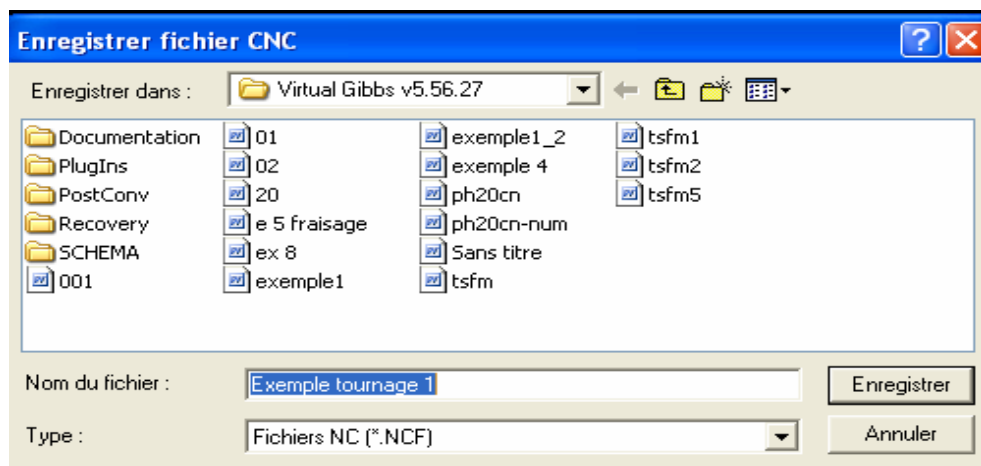 Enregistrer fichier CNC
Enregistrer dans :
Virtual Gibbs v5.56.27
Documentation
PlugIns
PostConv
Recovery
SCHEMA
001
01
02
20
e 5 fraisage
ex 8
exemple1
exemple1_2
exemple 4
ph20cn
ph20cn-num
Sans titre
tsfm
tsfm1
tsfm2
tsfm5
Nom du fichier :
Exemple tournage 1
Enregistrer
Type :
Fichiers NC (*.NCF)
Annuler